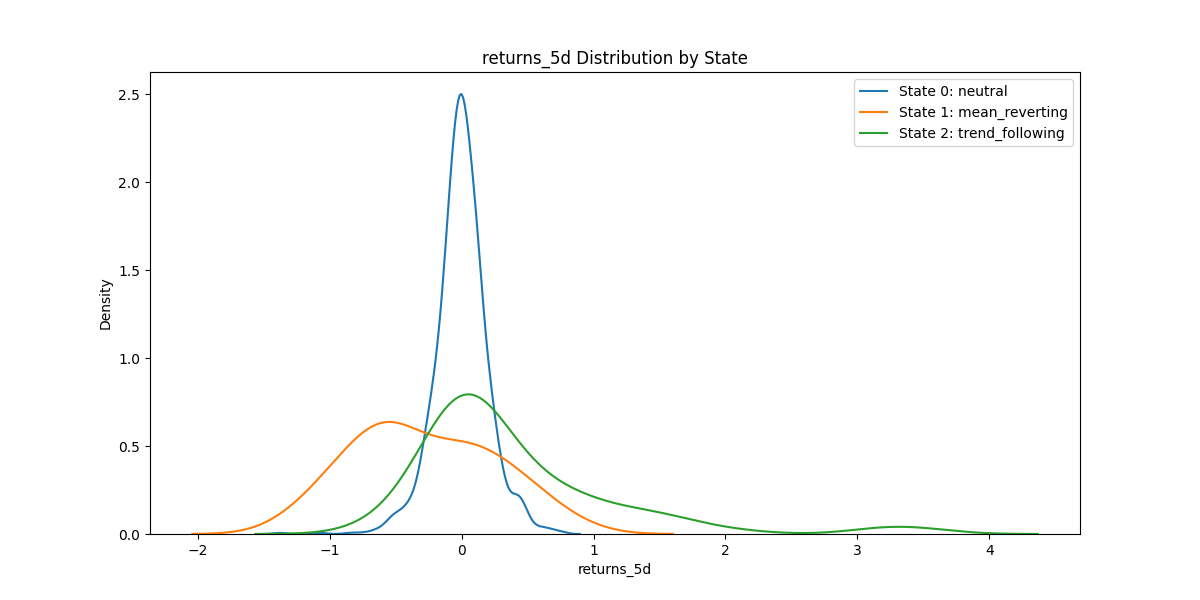 returns_5d Distribution by State
State 0: neutral
State 1: mean_reverting
State 2: trend_following
Density
2.5
2.0
1.5
1.0
0.5
0.0
−2 −1 0 1 2 3 4
returns_5d